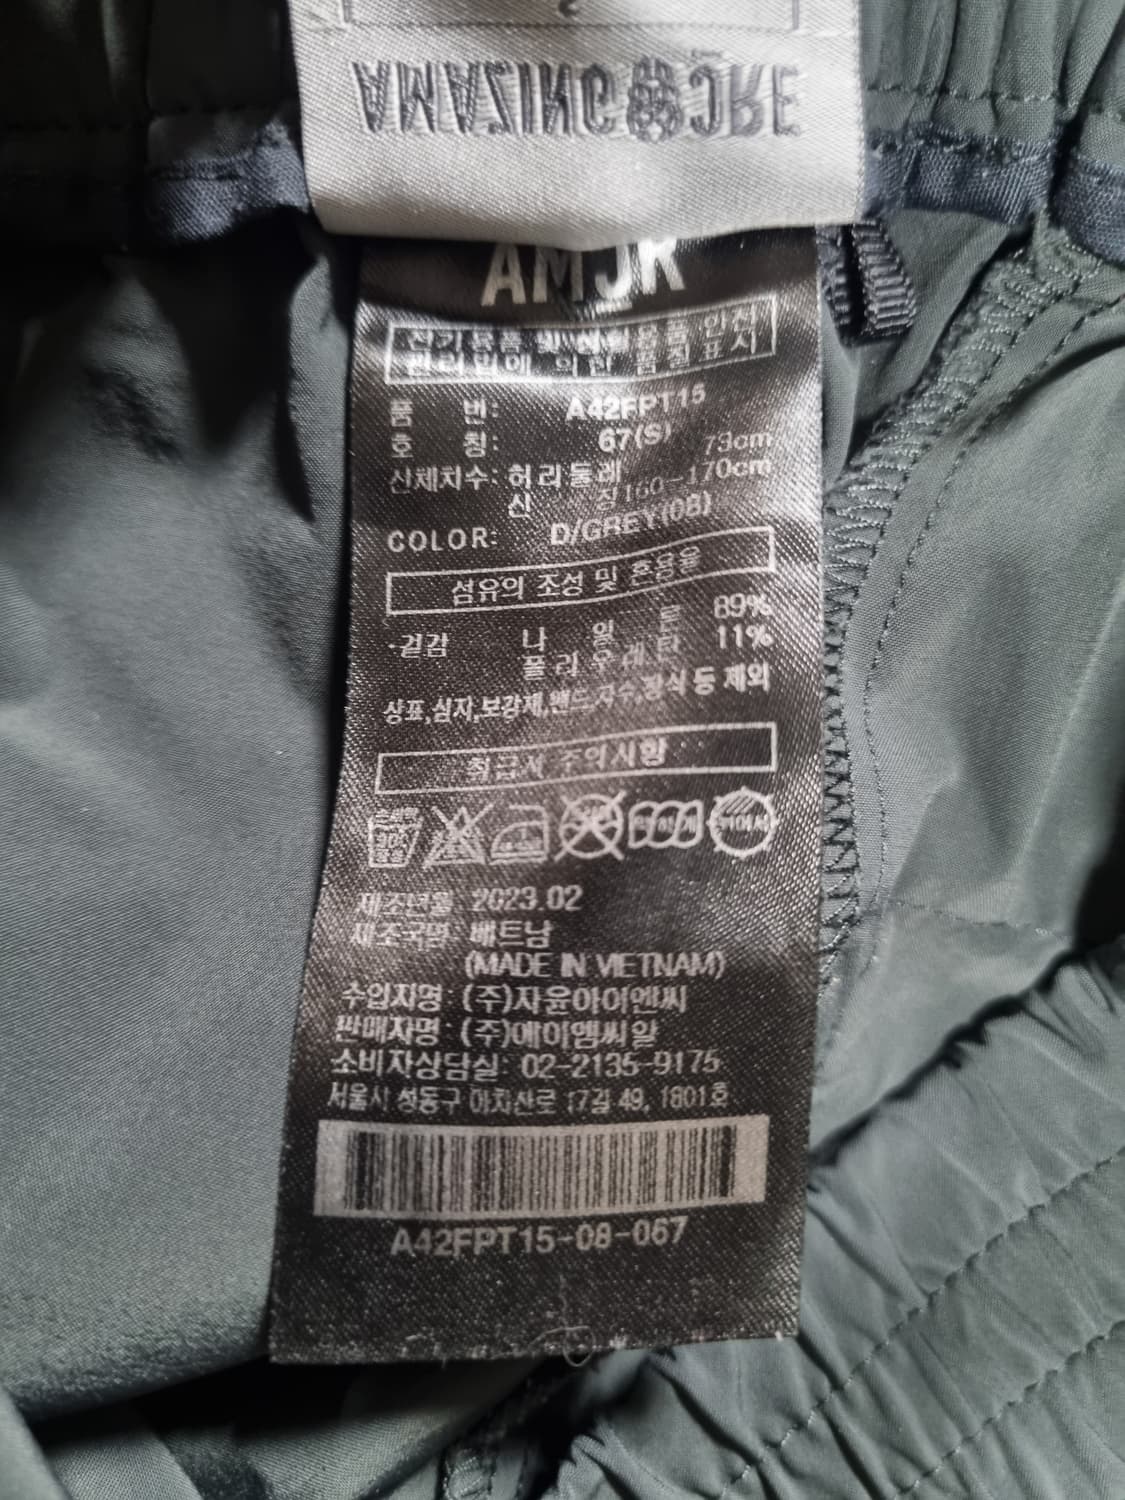 AMAZINGCRE
AMJK
전기용품 및 생활용품 안전
관리법에 의한 품질표시
품 번: A42FPT15
호 칭: 67(S)
신체치수: 허리둘레 73cm
신 장 160~170cm
COLOR: D/GREY(08)
섬유의 조성 및 혼용율
·겉감 나 일 론 89%
폴 리 우 레 탄 11%
상표,심지,보강제,밴드,자수,장식 등 제외
취급시 주의사항
제조년월: 2023.02
제조국명: 베트남
(MADE IN VIETNAM)
수입자명: (주)지윤아이엔씨
판매자명: (주)에이엠씨알
소비자상담실: 02-2135-9175
서울시 성동구 아차산로 17길 49, 1801호
A42FPT15-08-067